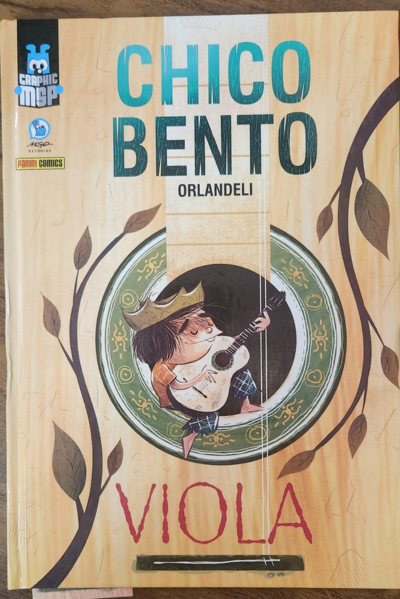 GRAPHIC
MSP
CHICO
BENTO
ORLANDELI
MSP
ESTÚDIOS
PANINI COMICS
VIOLA